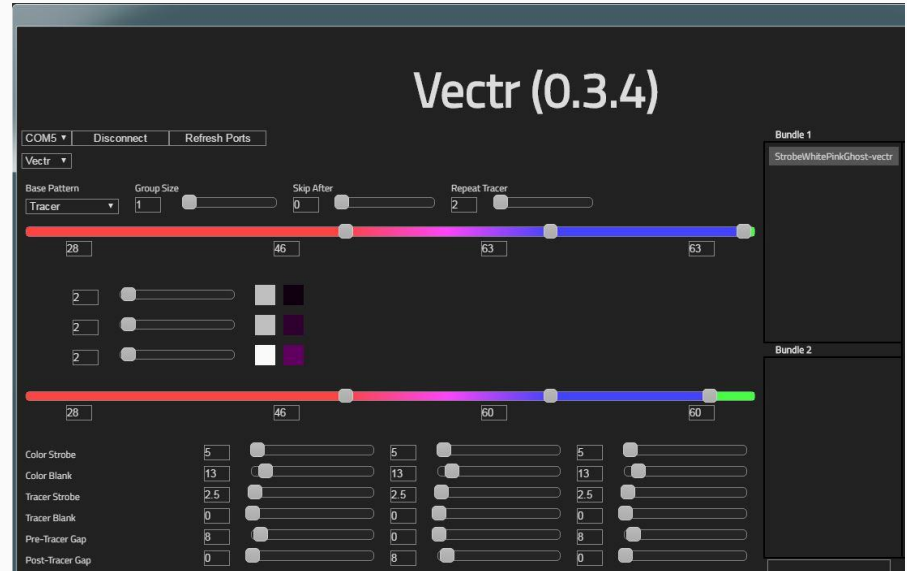 Vectr (0.3.4)
COM5 Disconnect Refresh Ports
Bundle 1
Vectr
StrobeWhitePinkGhost-vectr
Base Pattern Group Size Skip After Repeat Tracer
Tracer 1 0 2
28 46 63 63
2
2
2
Bundle 2
28 46 60 60
Color Strobe 5 5 5
Color Blank 13 13 13
Tracer Strobe 2.5 2.5 2.5
Tracer Blank 0 0 0
Pre-Tracer Gap 8 0 8
Post-Tracer Gap 0 8 0